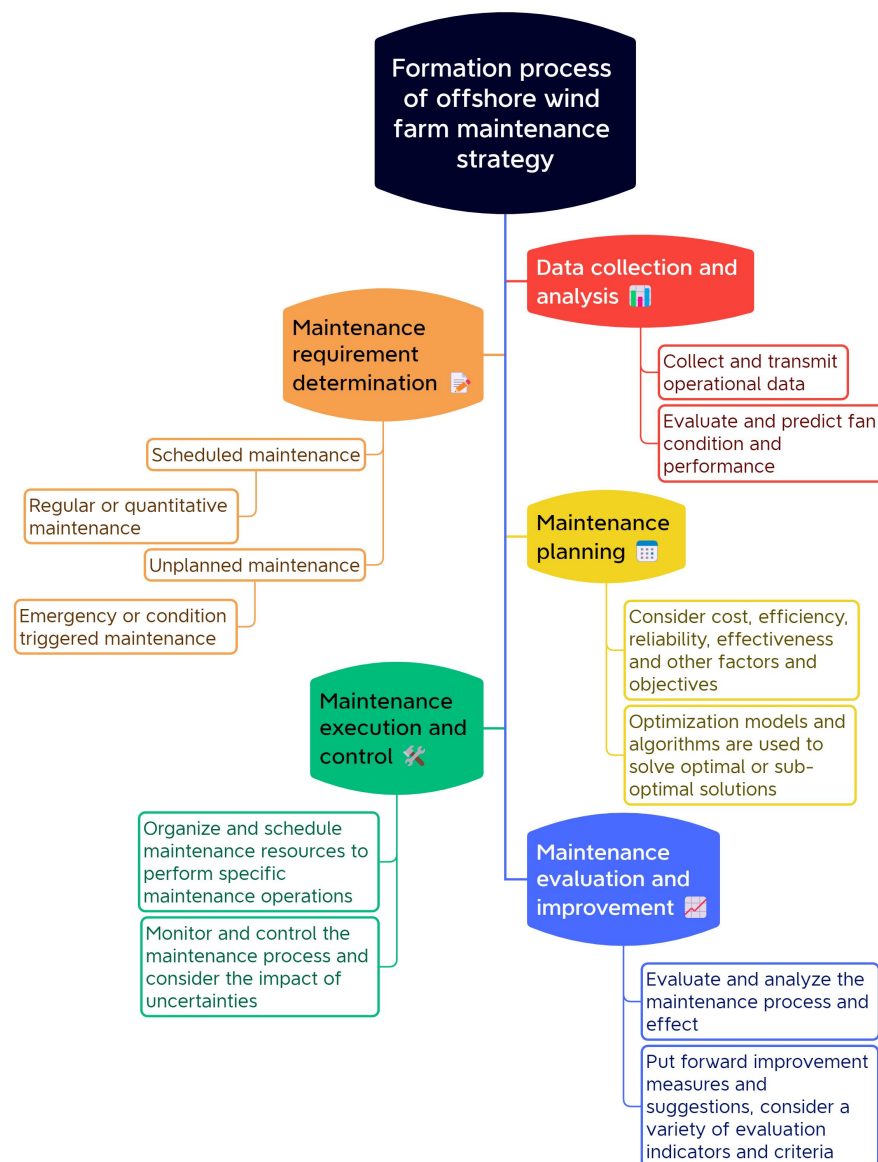 Formation process
of offshore wind
farm maintenance
strategy
Data collection and
analysis
Collect and transmit
operational data
Evaluate and predict fan
condition and
performance
Maintenance
requirement
determination
Scheduled maintenance
Regular or quantitative
maintenance
Unplanned maintenance
Emergency or condition
triggered maintenance
Maintenance
planning
Consider cost, efficiency,
reliability, effectiveness
and other factors and
objectives
Optimization models and
algorithms are used to
solve optimal or sub-
optimal solutions
Maintenance
execution and
control
Organize and schedule
maintenance resources to
perform specific
maintenance operations
Monitor and control the
maintenance process and
consider the impact of
uncertainties
Maintenance
evaluation and
improvement
Evaluate and analyze the
maintenance process and
effect
Put forward improvement
measures and
suggestions, consider a
variety of evaluation
indicators and criteria